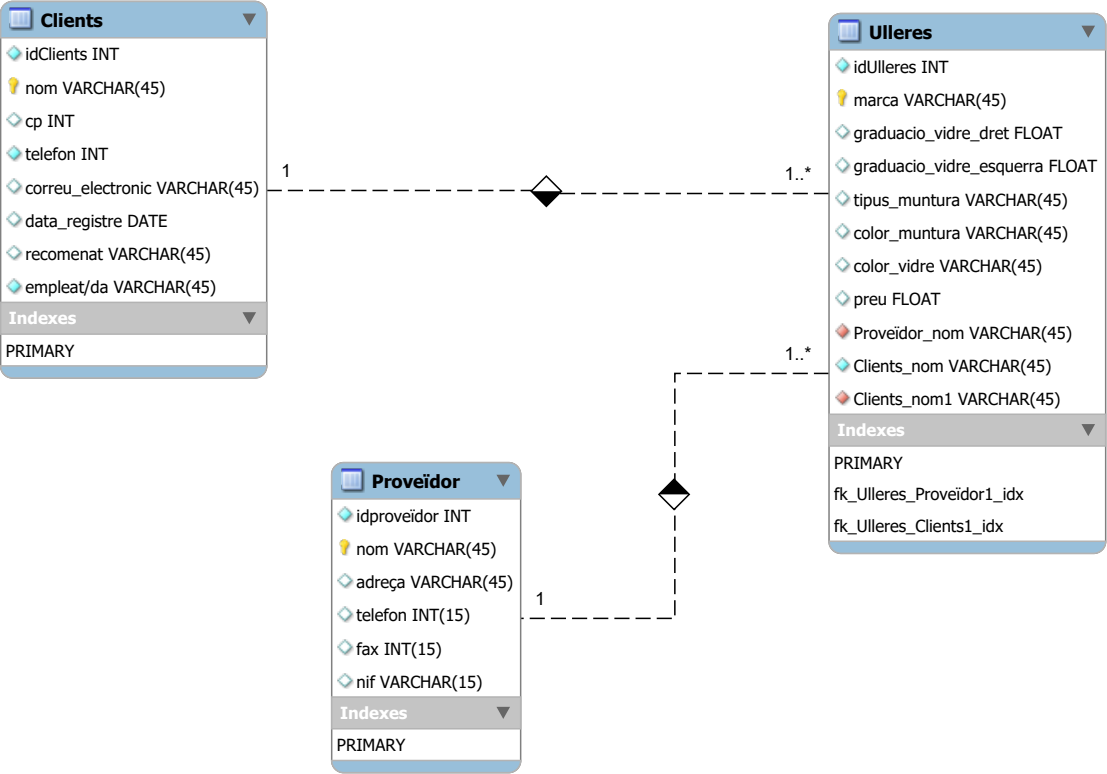 Clients
idClients INT
nom VARCHAR(45)
cp INT
telefon INT
correu_electronic VARCHAR(45)
data_registre DATE
recomenat VARCHAR(45)
empleat/da VARCHAR(45)
Indexes
PRIMARY
1
1..*
Ulleres
idUlleres INT
marca VARCHAR(45)
graduacio_vidre_dret FLOAT
graduacio_vidre_esquerra FLOAT
tipus_muntura VARCHAR(45)
color_muntura VARCHAR(45)
color_vidre VARCHAR(45)
preu FLOAT
Proveïdor_nom VARCHAR(45)
Clients_nom VARCHAR(45)
Clients_nom1 VARCHAR(45)
Indexes
PRIMARY
fk_Ulleres_Proveïdor1_idx
fk_Ulleres_Clients1_idx
1..*
1
Proveïdor
idproveïdor INT
nom VARCHAR(45)
adreça VARCHAR(45)
telefon INT(15)
fax INT(15)
nif VARCHAR(15)
Indexes
PRIMARY